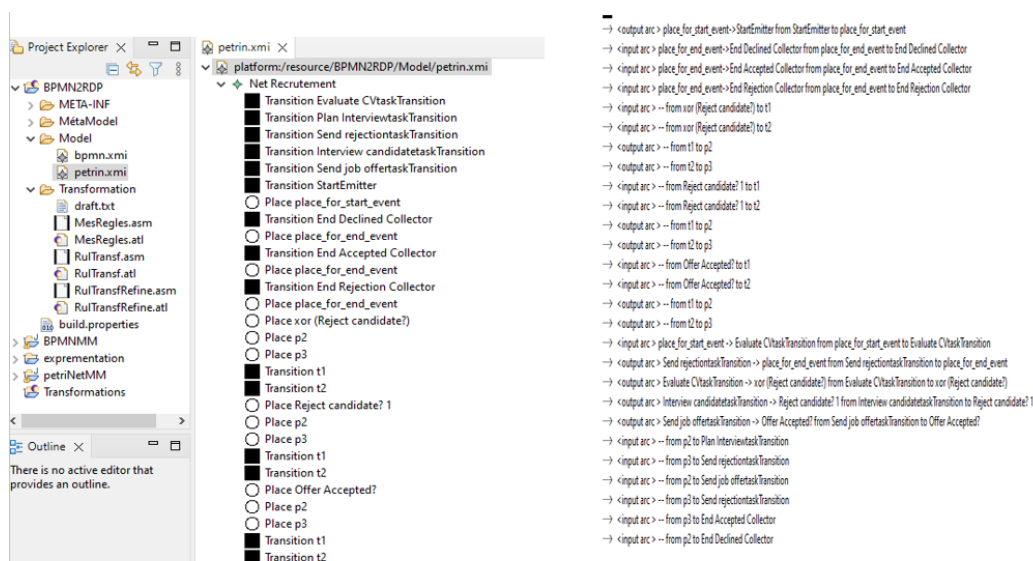 Project Explorer
BPMN2RDP
META-INF
MétaModel
Model
bpmn.xmi
petrin.xmi
Transformation
draft.txt
MesRegles.asm
MesRegles.atl
RulTransf.asm
RulTransf.atl
RulTransfRefine.asm
RulTransfRefine.atl
build.properties
BPMNMM
exprementation
petriNetMM
Transformations
Outline
There is no active editor that
provides an outline.
petrin.xmi
platform:/resource/BPMN2RDP/Model/petrin.xmi
Net Recrutement
Transition Evaluate CVtaskTransition
Transition Plan InterviewtaskTransition
Transition Send rejectiontaskTransition
Transition Interview candidatetaskTransition
Transition Send job offertaskTransition
Transition StartEmitter
Place place_for_start_event
Transition End Declined Collector
Place place_for_end_event
Transition End Accepted Collector
Place place_for_end_event
Transition End Rejection Collector
Place place_for_end_event
Place xor (Reject candidate?)
Place p2
Place p3
Transition t1
Transition t2
Place Reject candidate? 1
Place p2
Place p3
Transition t1
Transition t2
Place Offer Accepted?
Place p2
Place p3
Transition t1
Transition t2
<output arc > place_for_start_event->StartEmitter from StartEmitter to place_for_start_event
<input arc > place_for_end_event->End Declined Collector from place_for_end_event to End Declined Collector
<input arc > place_for_end_event->End Accepted Collector from place_for_end_event to End Accepted Collector
<input arc > place_for_end_event->End Rejection Collector from place_for_end_event to End Rejection Collector
<input arc > -- from xor (Reject candidate?) to t1
<input arc > -- from xor (Reject candidate?) to t2
<output arc > -- from t1 to p2
<output arc > -- from t2 to p3
<input arc > -- from Reject candidate? 1 to t1
<input arc > -- from Reject candidate? 1 to t2
<output arc > -- from t1 to p2
<output arc > -- from t2 to p3
<input arc > -- from Offer Accepted? to t1
<input arc > -- from Offer Accepted? to t2
<output arc > -- from t1 to p2
<output arc > -- from t2 to p3
<input arc > place_for_start_event -> Evaluate CVtaskTransition from place_for_start_event to Evaluate CVtaskTransition
<output arc > Send rejectiontaskTransition -> place_for_end_event from Send rejectiontaskTransition to place_for_end_event
<output arc > Evaluate CVtaskTransition -> xor (Reject candidate?) from Evaluate CVtaskTransition to xor (Reject candidate?)
<output arc > Interview candidatetaskTransition -> Reject candidate? 1 from Interview candidatetaskTransition to Reject candidate? 1
<output arc > Send job offertaskTransition -> Offer Accepted? from Send job offertaskTransition to Offer Accepted?
<input arc > -- from p2 to Plan InterviewtaskTransition
<input arc > -- from p3 to Send rejectiontaskTransition
<input arc > -- from p2 to Send job offertaskTransition
<input arc > -- from p3 to Send rejectiontaskTransition
<input arc > -- from p3 to End Accepted Collector
<input arc > -- from p2 to End Declined Collector